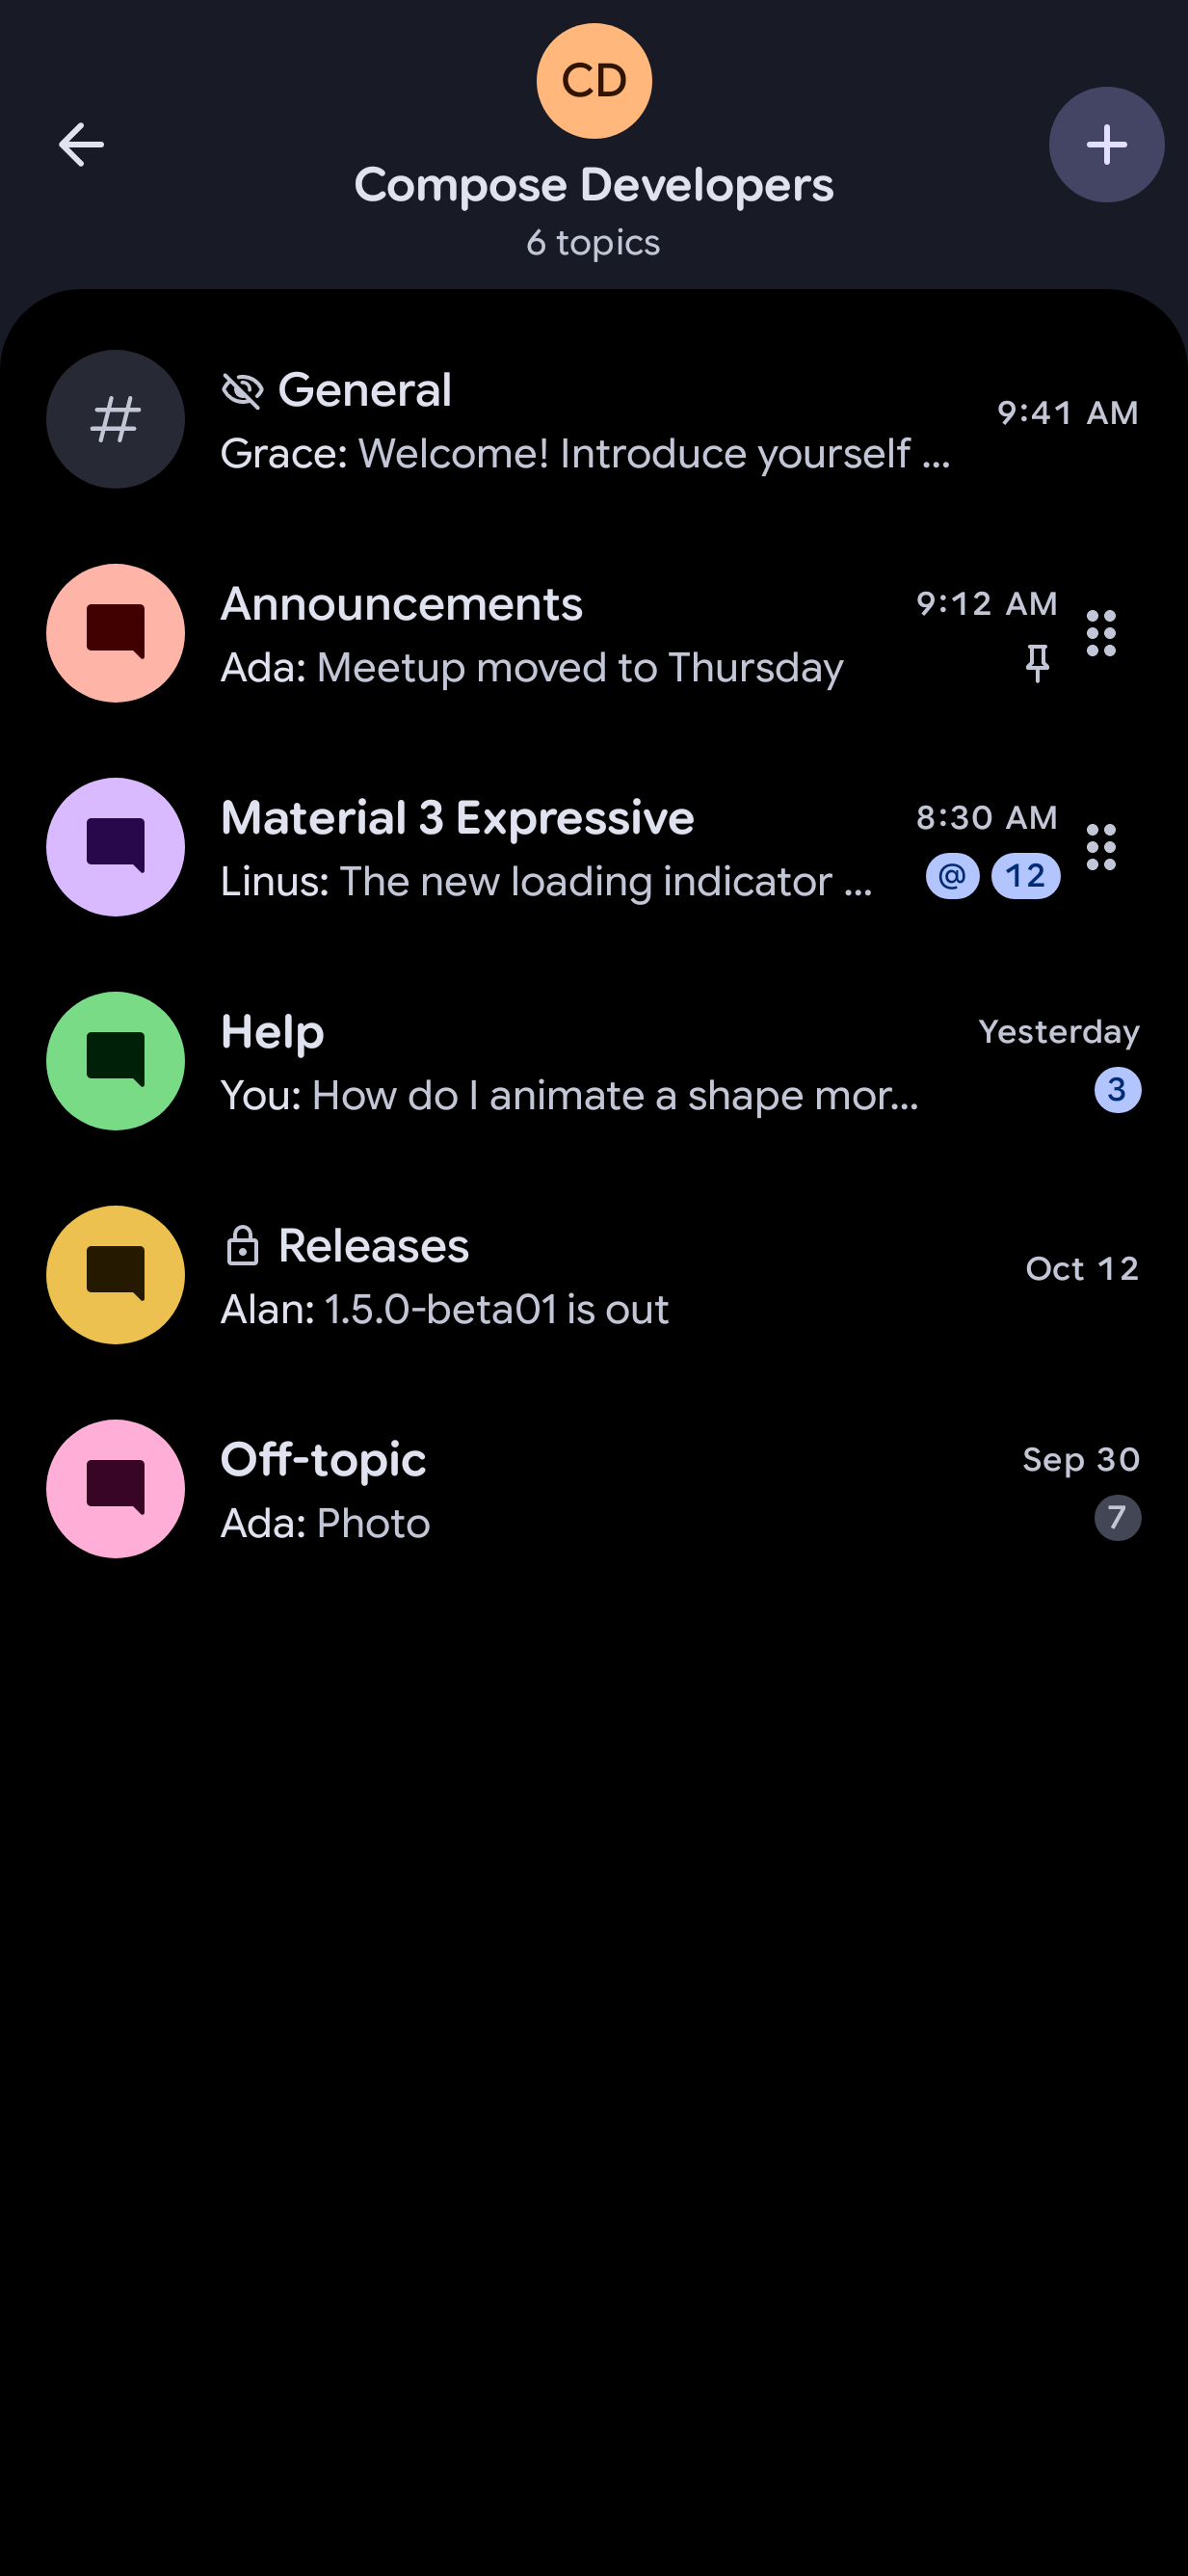 CD
Compose Developers
6 topics
General
9:41 AM
Grace: Welcome! Introduce yourself ...
Announcements
9:12 AM
Ada: Meetup moved to Thursday
Material 3 Expressive
8:30 AM
Linus: The new loading indicator ...
@ 12
Help
Yesterday
You: How do I animate a shape mor...
3
Releases
Oct 12
Alan: 1.5.0-beta01 is out
Off-topic
Sep 30
Ada: Photo
7